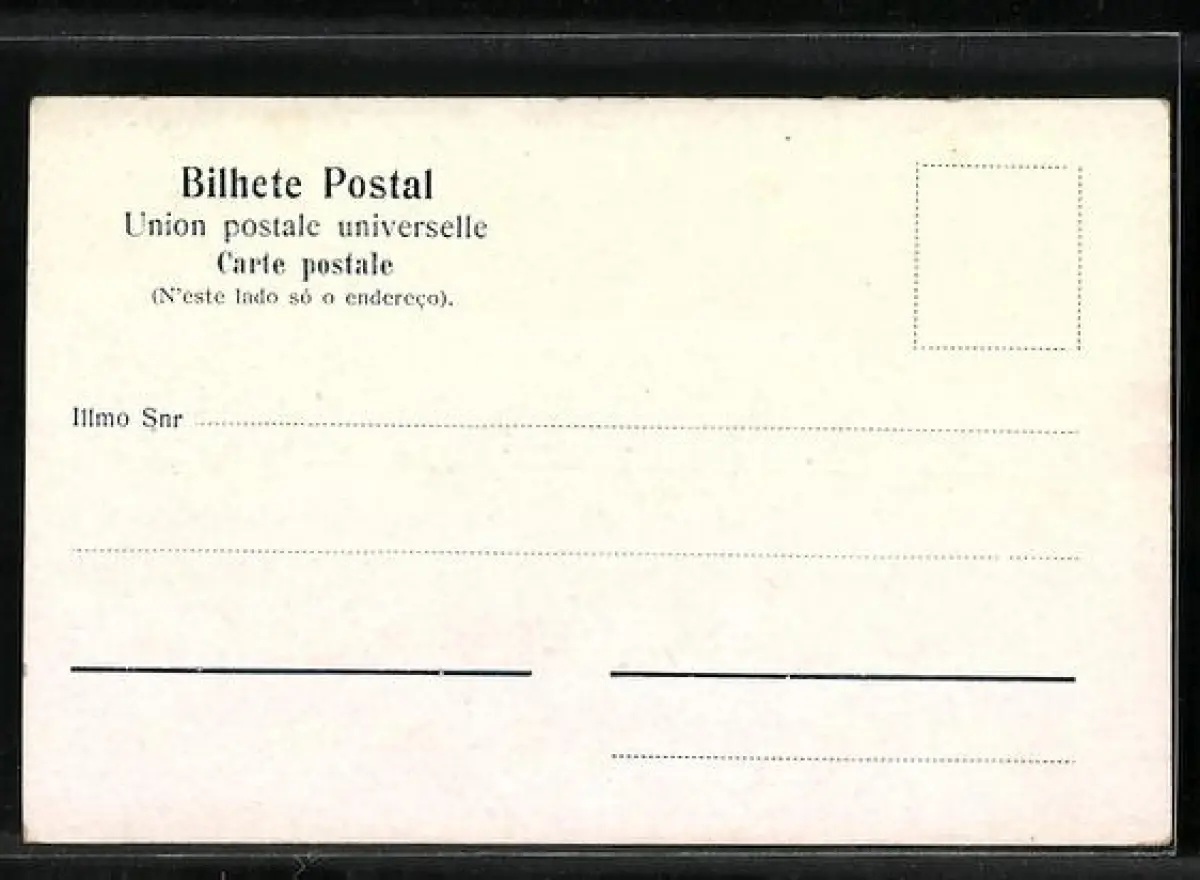 Bilhete Postal
Union postale universelle
Carte postale
(N'este lado só o endereço).
Illmo Snr